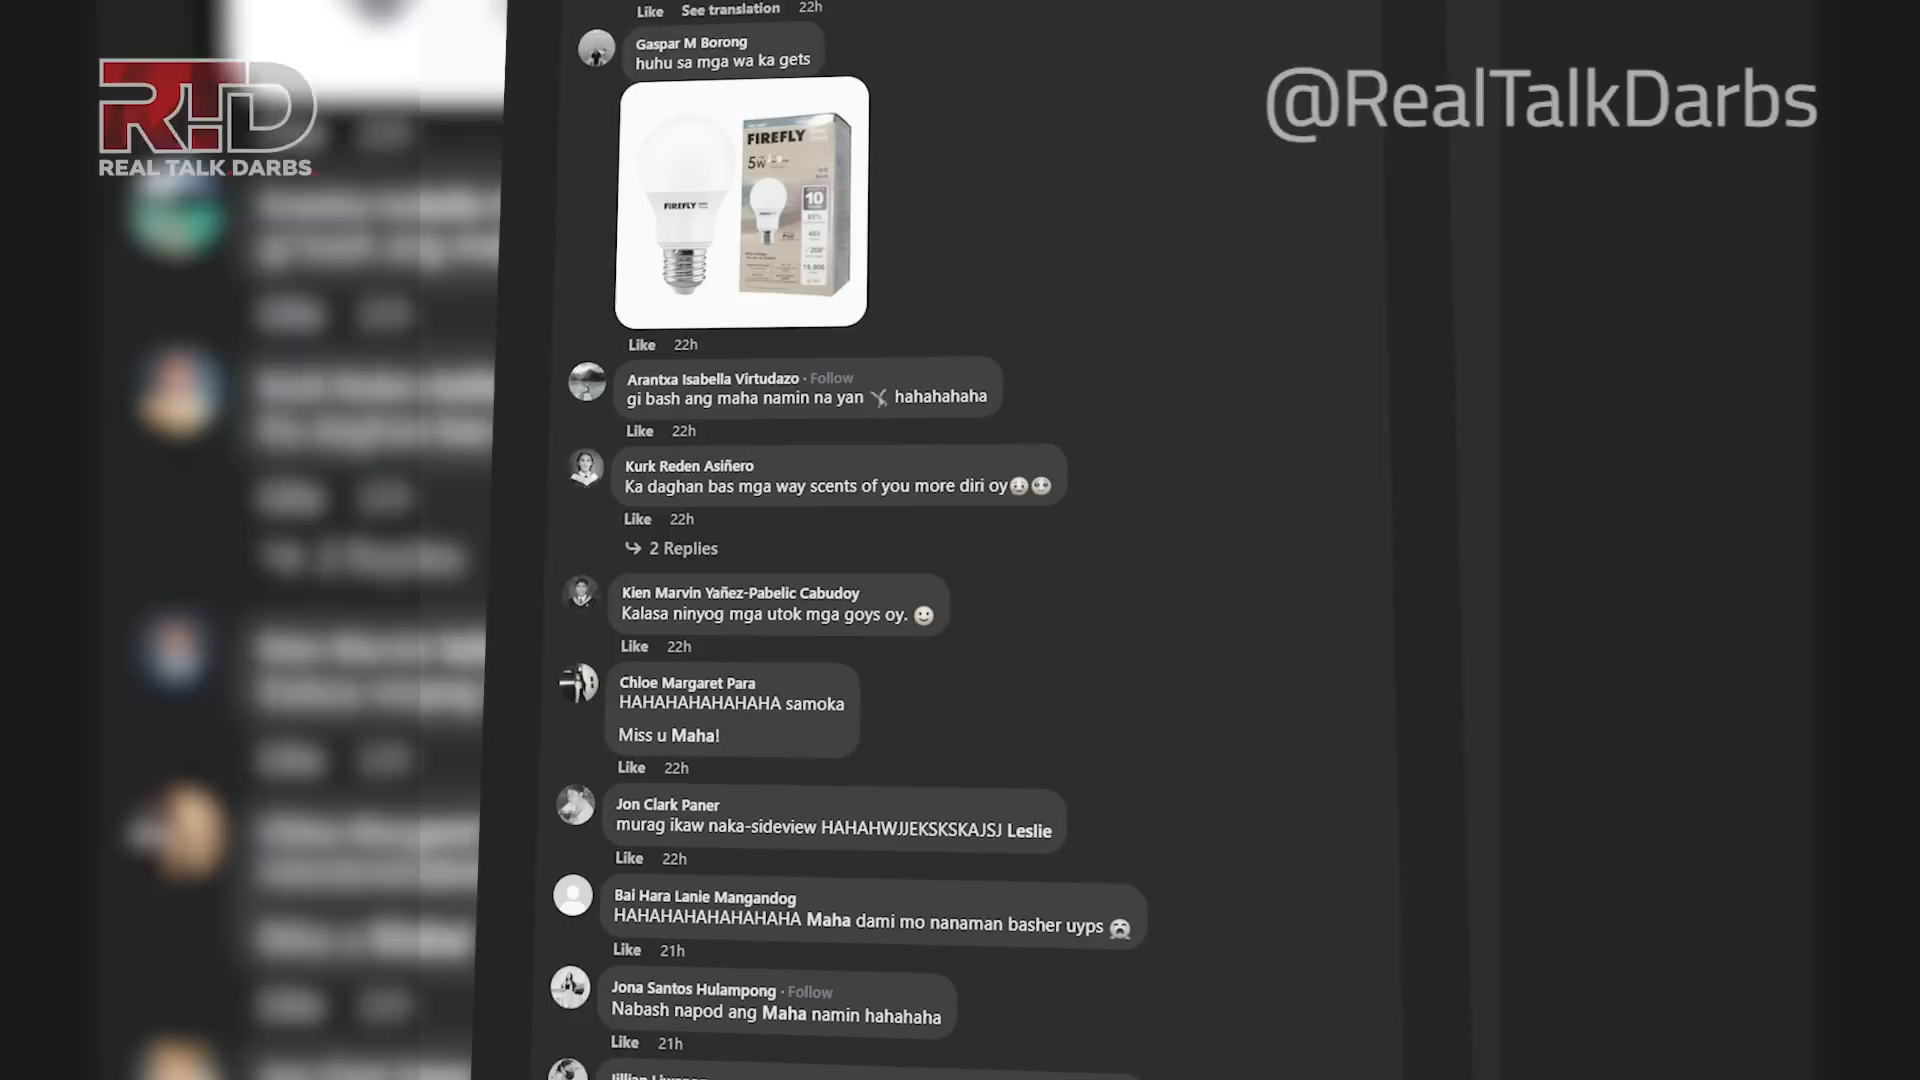 Like See translation 22h
R!D
REAL TALK DARBS
@RealTalkDarbs
Gaspar M Borong
huhu sa mga wa ka gets
FIREFLY
5w
FIREFLY
10
Like 22h
Arantxa Isabella Virtudazo · Follow
gi bash ang maha namin na yan hahahahaha
Like 22h
Kurk Reden Asiñero
Ka daghan bas mga way scents of you more diri oy
Like 22h
2 Replies
Kien Marvin Yañez-Pabelic Cabudoy
Kalasa ninyog mga utok mga goys oy.
Like 22h
Chloe Margaret Para
HAHAHAHAHAHAHA samoka
Miss u Maha!
Like 22h
Jon Clark Paner
murag ikaw naka-sideview HAHAHWJJEKSKSKAJSJ Leslie
Like 22h
Bai Hara Lanie Mangandog
HAHAHAHAHAHAHAHA Maha dami mo nanaman basher uyps
Like 21h
Jona Santos Hulampong · Follow
Nabash napod ang Maha namin hahahaha
Like 21h